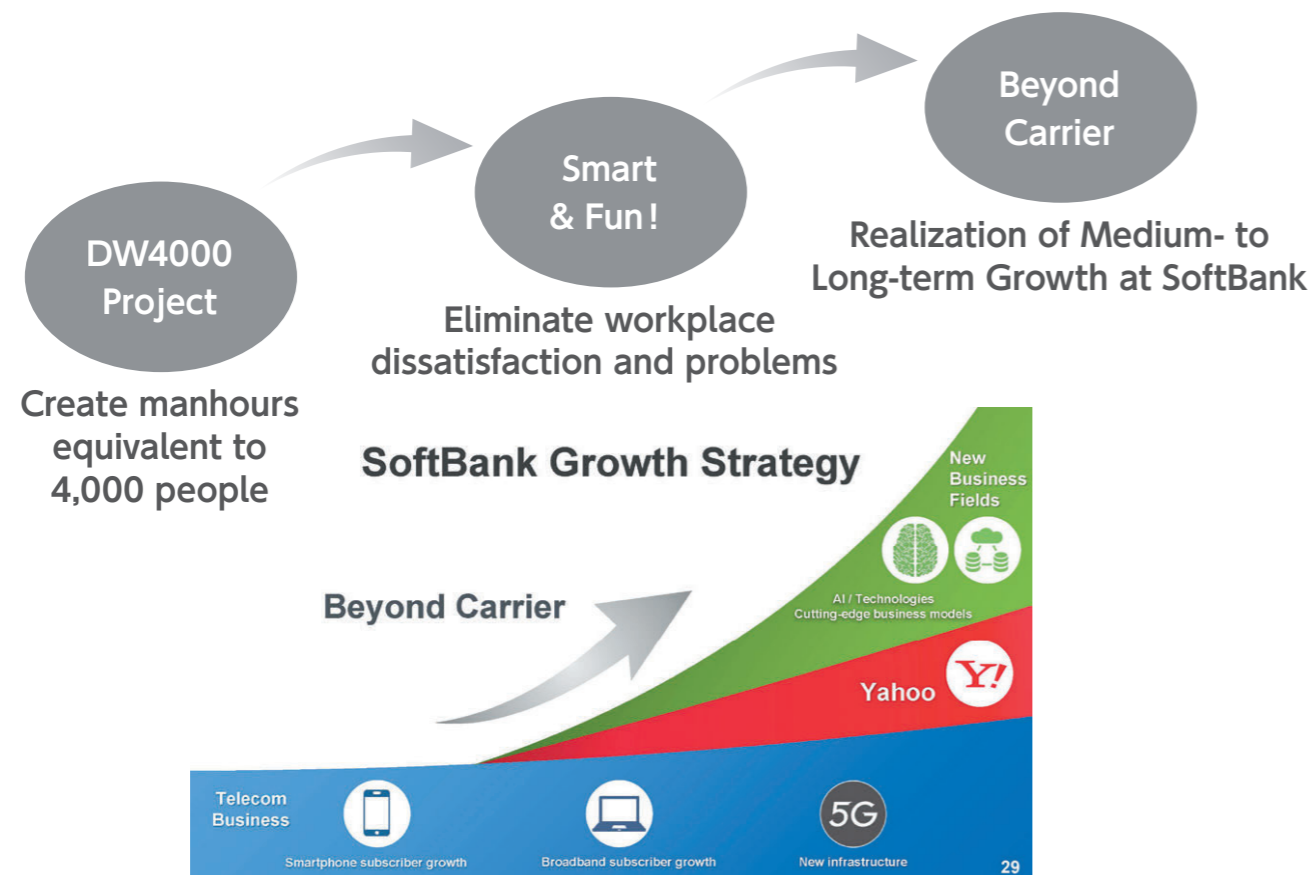 DW4000
Project
Create manhours
equivalent to
4,000 people
Smart
& Fun!
Eliminate workplace
dissatisfaction and problems
Beyond
Carrier
Realization of Medium- to
Long-term Growth at SoftBank
SoftBank Growth Strategy
Beyond Carrier
New
Business
Fields
AI / Technologies
Cutting-edge business models
Yahoo
Y!
Telecom
Business
Smartphone subscriber growth
Broadband subscriber growth
5G
New infrastructure
29